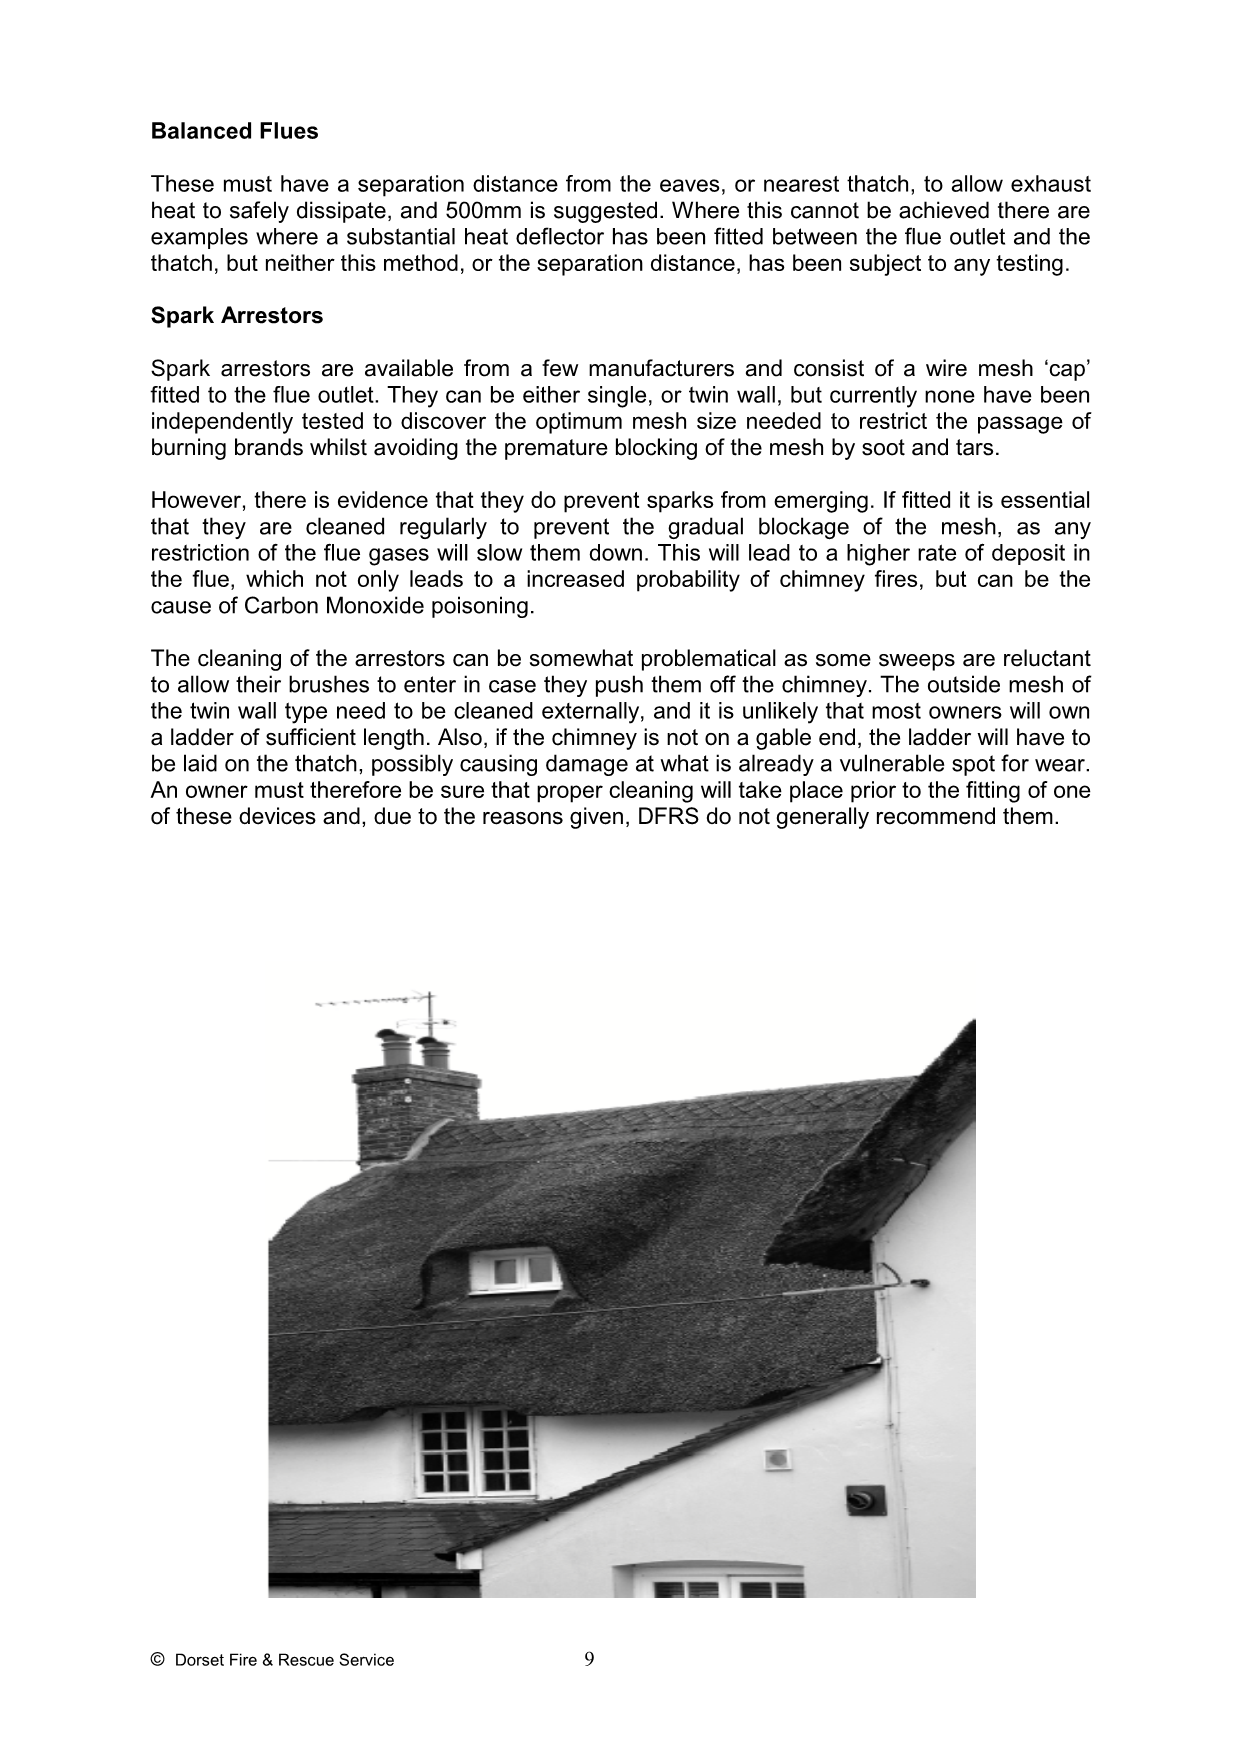 Balanced Flues
These must have a separation distance from the eaves, or nearest thatch, to allow exhaust
heat to safely dissipate, and 500mm is suggested. Where this cannot be achieved there are
examples where a substantial heat deflector has been fitted between the flue outlet and the
thatch, but neither this method, or the separation distance, has been subject to any testing.
Spark Arrestors
Spark arrestors are available from a few manufacturers and consist of a wire mesh ‘cap’
fitted to the flue outlet. They can be either single, or twin wall, but currently none have been
independently tested to discover the optimum mesh size needed to restrict the passage of
burning brands whilst avoiding the premature blocking of the mesh by soot and tars.
However, there is evidence that they do prevent sparks from emerging. If fitted it is essential
that they are cleaned regularly to prevent the gradual blockage of the mesh, as any
restriction of the flue gases will slow them down. This will lead to a higher rate of deposit in
the flue, which not only leads to a increased probability of chimney fires, but can be the
cause of Carbon Monoxide poisoning.
The cleaning of the arrestors can be somewhat problematical as some sweeps are reluctant
to allow their brushes to enter in case they push them off the chimney. The outside mesh of
the twin wall type need to be cleaned externally, and it is unlikely that most owners will own
a ladder of sufficient length. Also, if the chimney is not on a gable end, the ladder will have to
be laid on the thatch, possibly causing damage at what is already a vulnerable spot for wear.
An owner must therefore be sure that proper cleaning will take place prior to the fitting of one
of these devices and, due to the reasons given, DFRS do not generally recommend them.
© Dorset Fire & Rescue Service 9